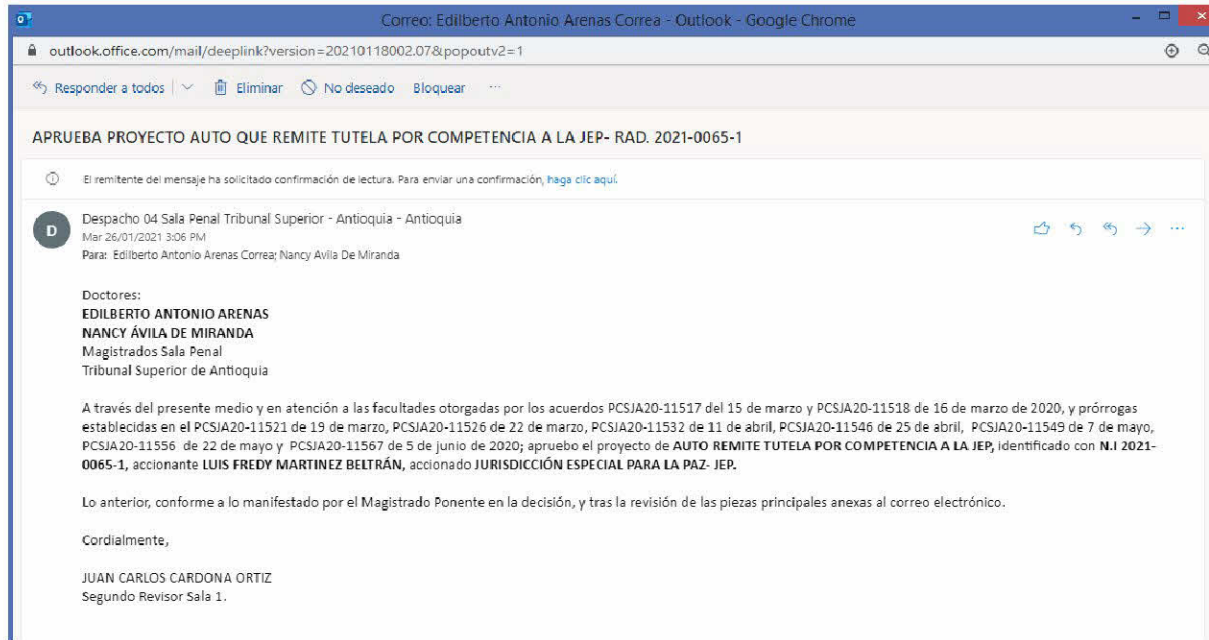 Correo: Edilberto Antonio Arenas Correa - Outlook - Google Chrome
outlook.office.com/mail/deeplink?version=20210118002.07&popoutv2=1
Responder a todos Eliminar No deseado Bloquear ...
APRUEBA PROYECTO AUTO QUE REMITE TUTELA POR COMPETENCIA A LA JEP- RAD. 2021-0065-1
El remitente del mensaje ha solicitado confirmación de lectura. Para enviar una confirmación, haga clic aquí.
D
Despacho 04 Sala Penal Tribunal Superior - Antioquia - Antioquia
Mar 26/01/2021 3:06 PM
Para: Edilberto Antonio Arenas Correa; Nancy Avila De Miranda
Doctores:
EDILBERTO ANTONIO ARENAS
NANCY ÁVILA DE MIRANDA
Magistrados Sala Penal
Tribunal Superior de Antioquia
A través del presente medio y en atención a las facultades otorgadas por los acuerdos PCSJA20-11517 del 15 de marzo y PCSJA20-11518 de 16 de marzo de 2020, y prórrogas
establecidas en el PCSJA20-11521 de 19 de marzo, PCSJA20-11526 de 22 de marzo, PCSJA20-11532 de 11 de abril, PCSJA20-11546 de 25 de abril, PCSJA20-11549 de 7 de mayo,
PCSJA20-11556 de 22 de mayo y PCSJA20-11567 de 5 de junio de 2020; apruebo el proyecto de AUTO REMITE TUTELA POR COMPETENCIA A LA JEP, identificado con N.I 2021-
0065-1, accionante LUIS FREDY MARTINEZ BELTRÁN, accionado JURISDICCIÓN ESPECIAL PARA LA PAZ- JEP.
Lo anterior, conforme a lo manifestado por el Magistrado Ponente en la decisión, y tras la revisión de las piezas principales anexas al correo electrónico.
Cordialmente,
JUAN CARLOS CARDONA ORTIZ
Segundo Revisor Sala 1.